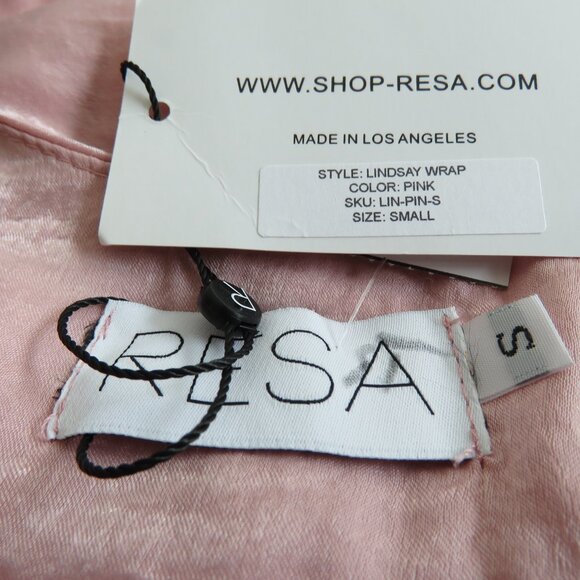 WWW.SHOP-RESA.COM
MADE IN LOS ANGELES
STYLE: LINDSAY WRAP
COLOR: PINK
SKU: LIN-PIN-S
SIZE: SMALL
R
RESA
S